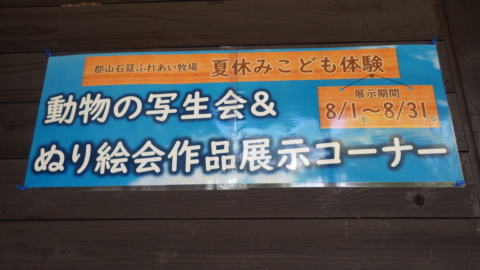 郡山石筵ふれあい牧場 夏休みこども体験
動物の写生会&
展示期間
8/1～8/31
ぬり絵会作品展示コーナー